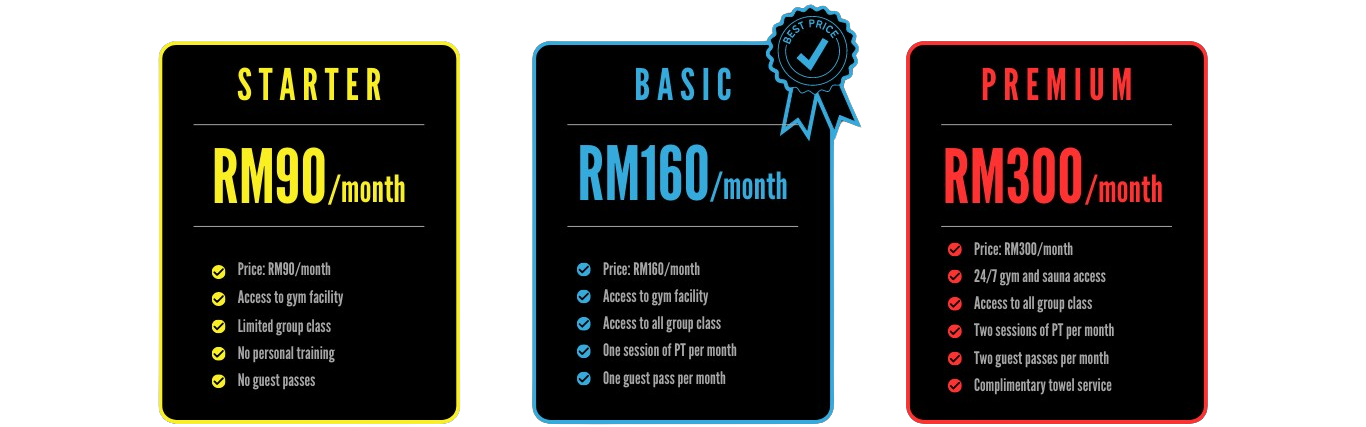 STARTER
RM90/month
Price: RM90/month
Access to gym facility
Limited group class
No personal training
No guest passes
BEST PRICE
BASIC
RM160/month
Price: RM160/month
Access to gym facility
Access to all group class
One session of PT per month
One guest pass per month
PREMIUM
RM300/month
Price: RM300/month
24/7 gym and sauna access
Access to all group class
Two sessions of PT per month
Two guest passes per month
Complimentary towel service